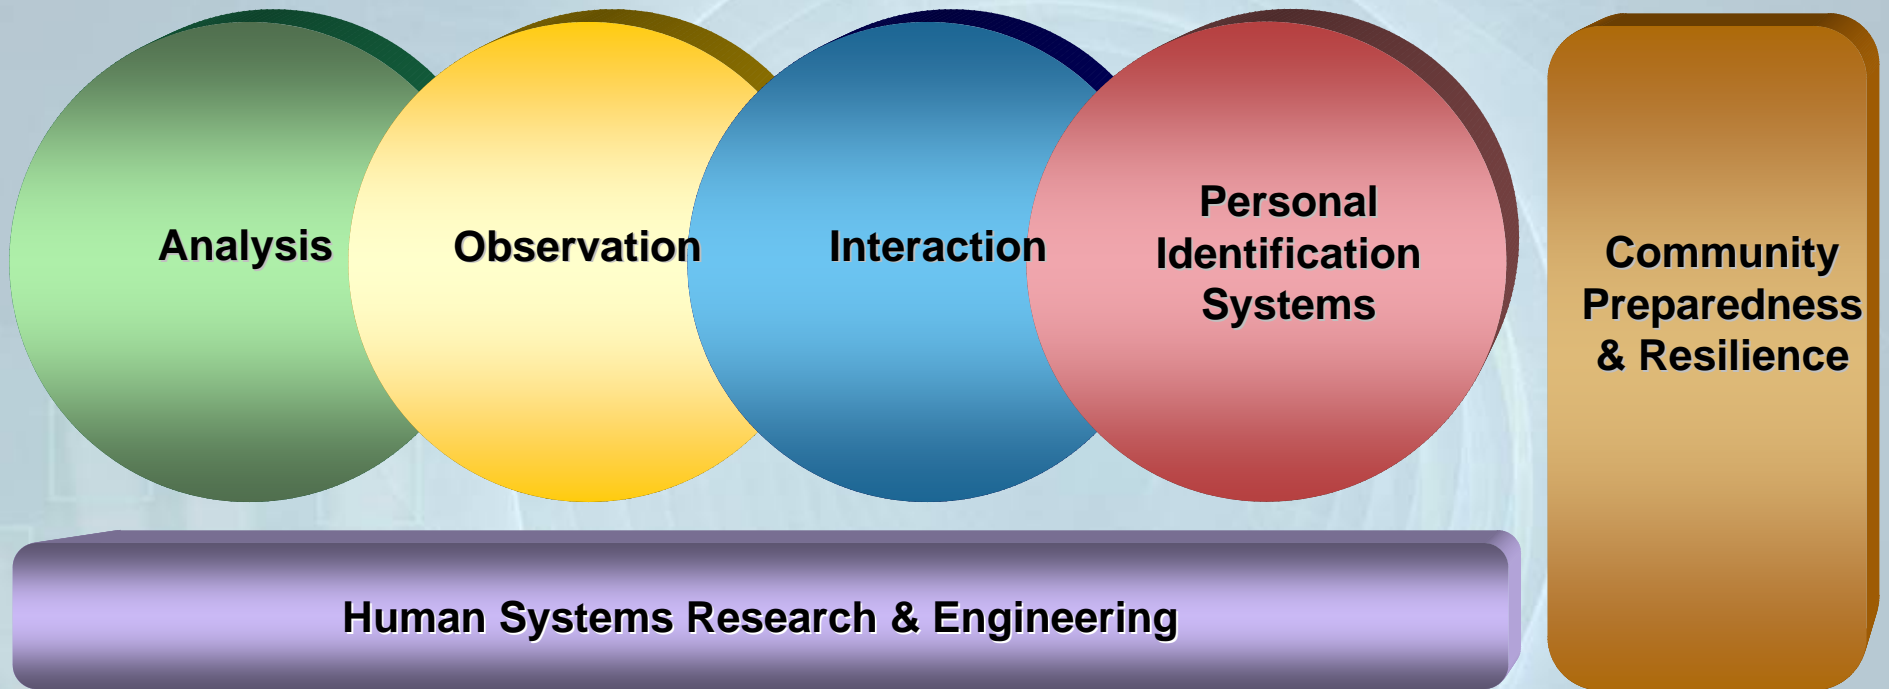 Analysis
Observation
Interaction
Personal
Identification
Systems
Community
Preparedness
& Resilience
Human Systems Research & Engineering